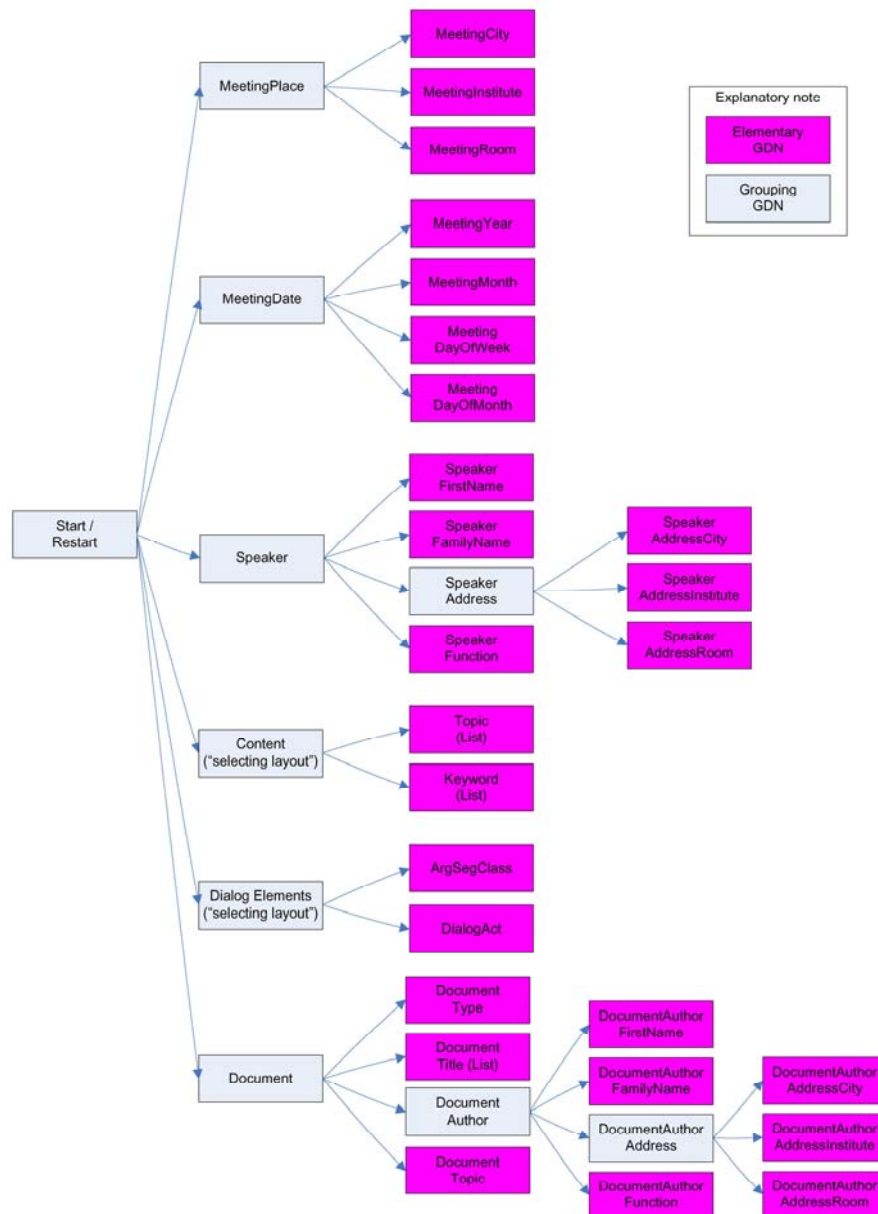 MeetingCity
MeetingPlace
MeetingInstitute
MeetingRoom
Explanatory note
Elementary
GDN
Grouping
GDN
MeetingYear
MeetingDate
MeetingMonth
Meeting
DayOfWeek
Meeting
DayOfMonth
Start /
Restart
Speaker
Speaker
FirstName
Speaker
FamilyName
Speaker
Address
Speaker
Function
Speaker
AddressCity
Speaker
AddressInstitute
Speaker
AddressRoom
Content
("selecting layout")
Topic
(List)
Keyword
(List)
Dialog Elements
("selecting layout")
ArgSegClass
DialogAct
Document
Document
Type
Document
Title (List)
Document
Author
Document
Topic
DocumentAuthor
FirstName
DocumentAuthor
FamilyName
DocumentAuthor
Address
DocumentAuthor
Function
DocumentAuthor
AddressCity
DocumentAuthor
AddressInstitute
DocumentAuthor
AddressRoom